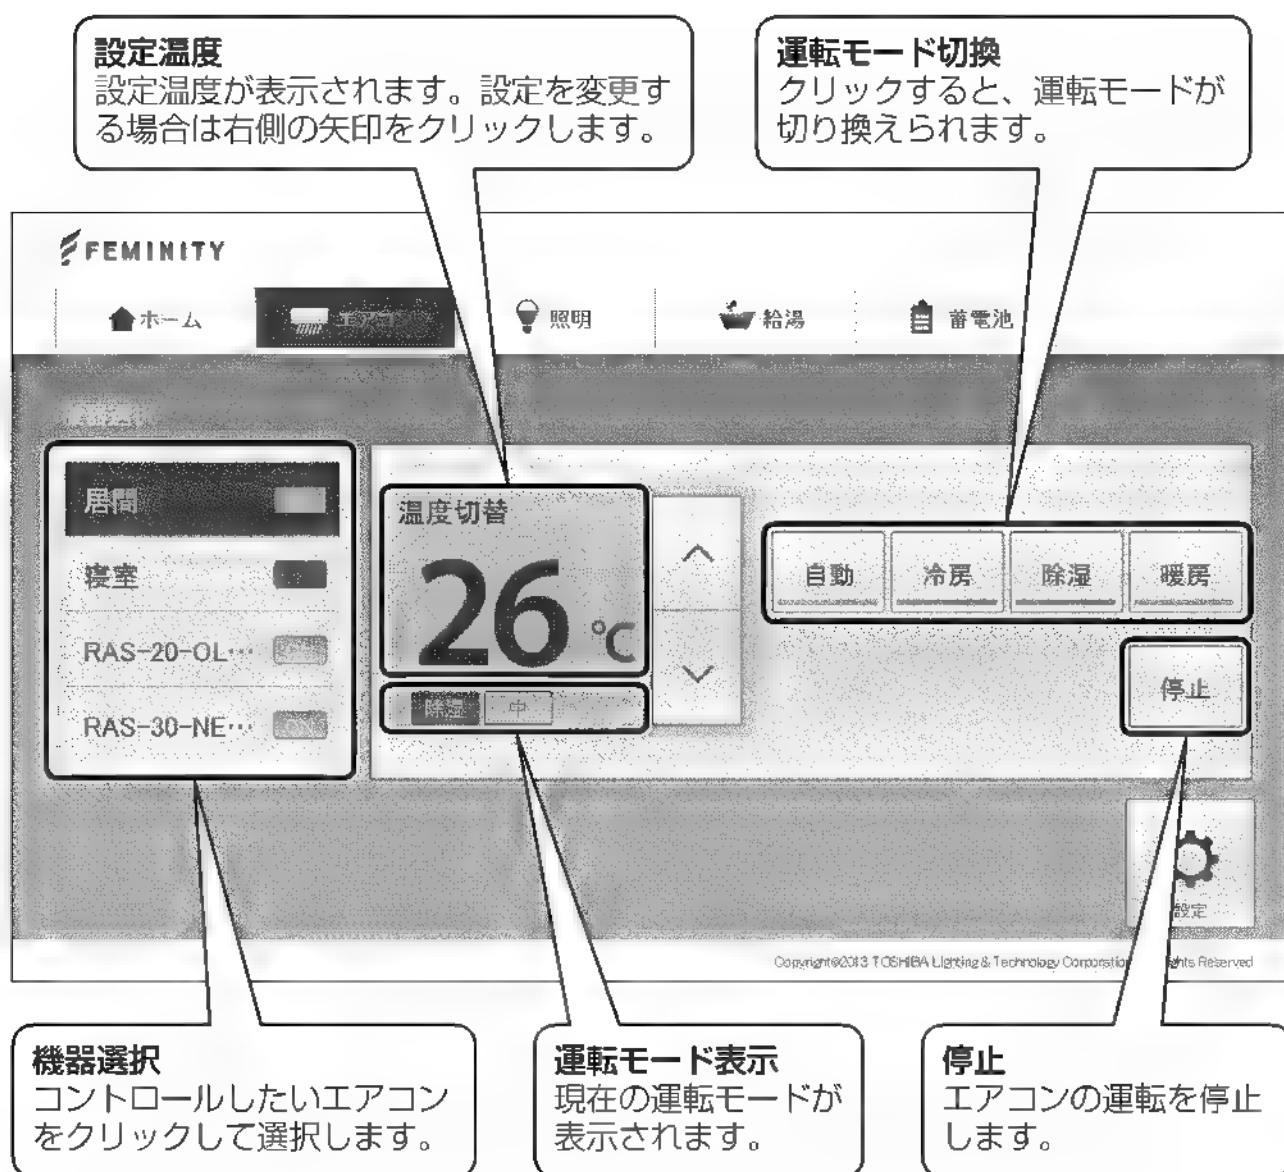 設定温度
設定温度が表示されます。設定を変更す
る場合は右側の矢印をクリックします。
運転モード切換
クリックすると、運転モードが
切り換えられます。
FEMINITY
ホーム
照明
給湯
蓄電池
居間
寝室
RAS-20-OL…
RAS-30-NE…
温度切替
26℃
除湿 中
自動 冷房 除湿 暖房
停止
設定
Copyright©2013 TOSHIBA Lighting & Technology Corporation
hts Reserved
機器選択
コントロールしたいエアコン
をクリックして選択します。
運転モード表示
現在の運転モードが
表示されます。
停止
エアコンの運転を停止
します。